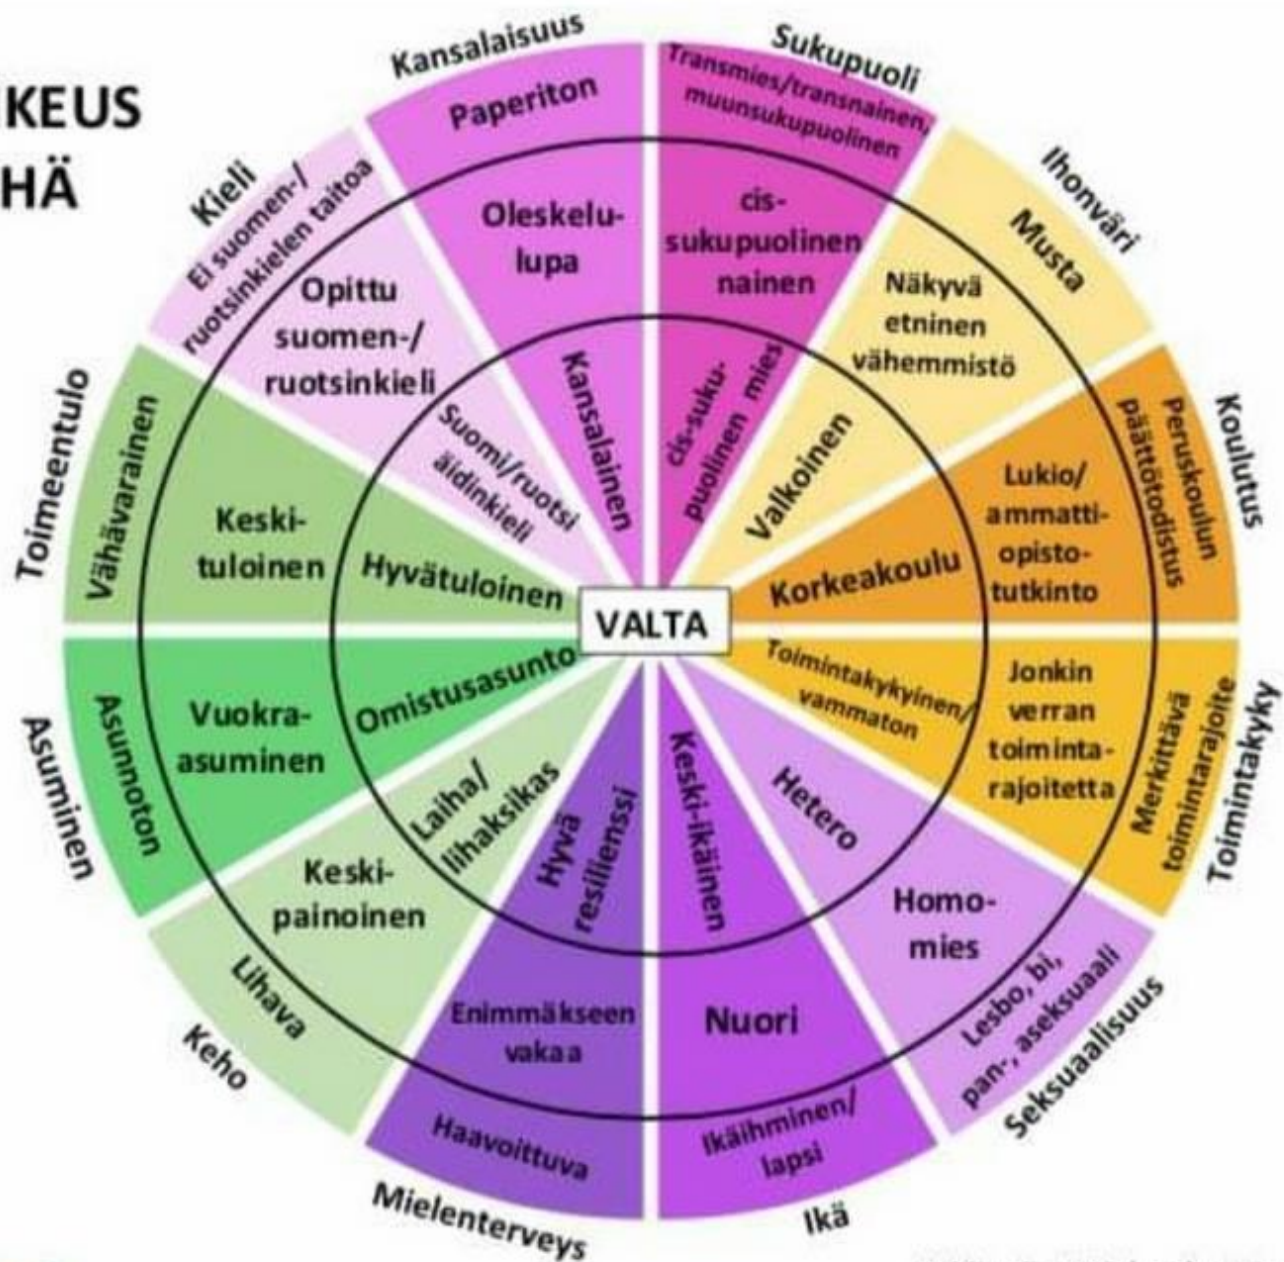 KEUS
HÄ
Kansalaisuus
Paperiton
Oleskelu-
lupa
Kansalainen
Sukupuoli
Transmies/transnainen,
muunsukupuolinen
cis-
sukupuolinen
nainen
cis-suku-
puolinen mies
Ihonväri
Musta
Näkyvä
etninen
vähemmistö
Valkoinen
Koulutus
Peruskoulun
päättötodistus
Lukio/
ammatti-
opisto-
tutkinto
Korkeakoulu
Toimintakyky
Merkittävä
toimintarajoite
Jonkin
verran
toiminta-
rajoitetta
Toimintakykyinen/
vammaton
Seksuaalisuus
Lesbo, bi,
pan-, aseksuaali
Homo-
mies
Hetero
Ikä
Ikäihminen/
lapsi
Nuori
Keski-ikäinen
Mielenterveys
Haavoittuva
Enimmäkseen
vakaa
Hyvä
resilienssi
Keho
Lihava
Keski-
painoinen
Laiha/
lihaksikas
Asuminen
Asunnoton
Vuokra-
asuminen
Omistusasunto
Toimeentulo
Vähävarainen
Keski-
tuloinen
Hyvätuloinen
Kieli
Ei suomen-/
ruotsinkielen taitoa
Opittu
suomen-/
ruotsinkieli
Suomi/ruotsi
äidinkieli
VALTA